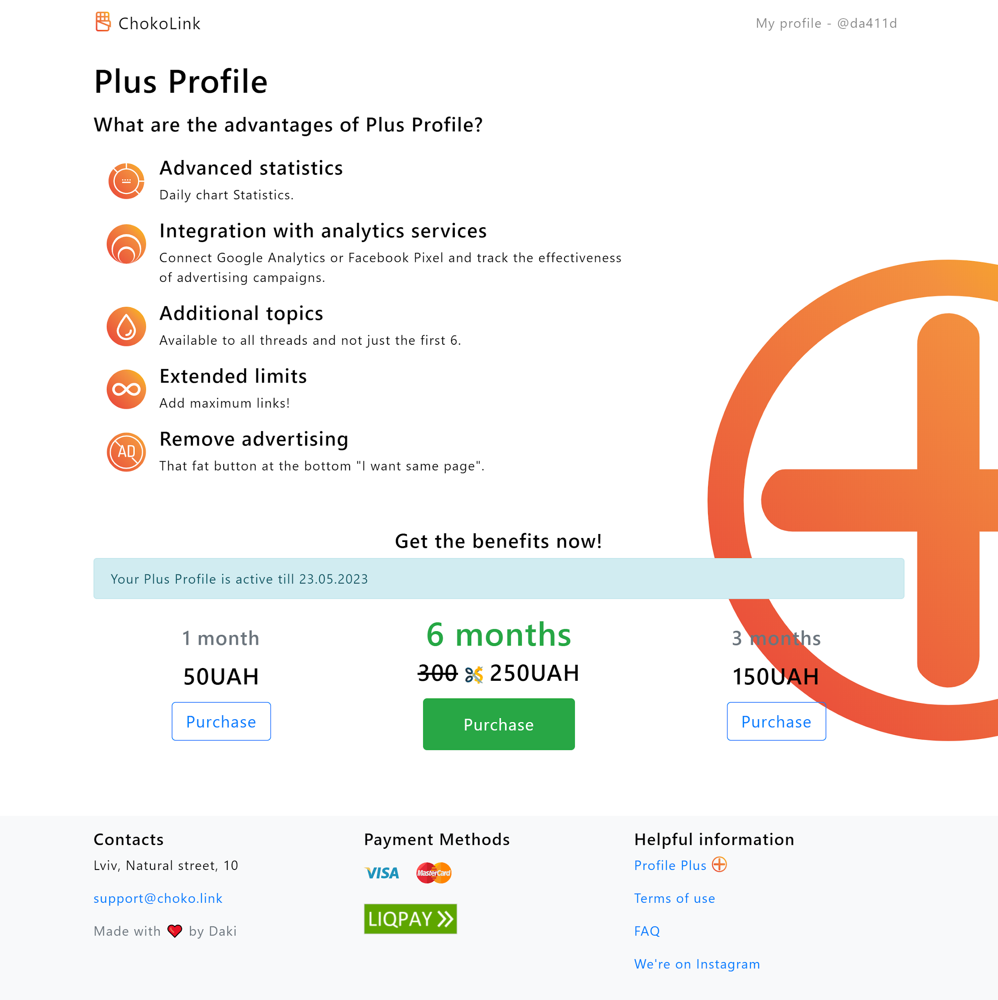 ChokoLink
My profile - @da411d
Plus Profile
What are the advantages of Plus Profile?
Advanced statistics
Daily chart Statistics.
Integration with analytics services
Connect Google Analytics or Facebook Pixel and track the effectiveness
of advertising campaigns.
Additional topics
Available to all threads and not just the first 6.
Extended limits
Add maximum links!
AD
Remove advertising
That fat button at the bottom "I want same page".
Get the benefits now!
Your Plus Profile is active till 23.05.2023
1 month
50UAH
Purchase
6 months
300 250UAH
Purchase
3 months
150UAH
Purchase
Contacts
Lviv, Natural street, 10
support@choko.link
Made with ❤ by Daki
Payment Methods
VISA MasterCard
LIQPAY
Helpful information
Profile Plus
Terms of use
FAQ
We're on Instagram